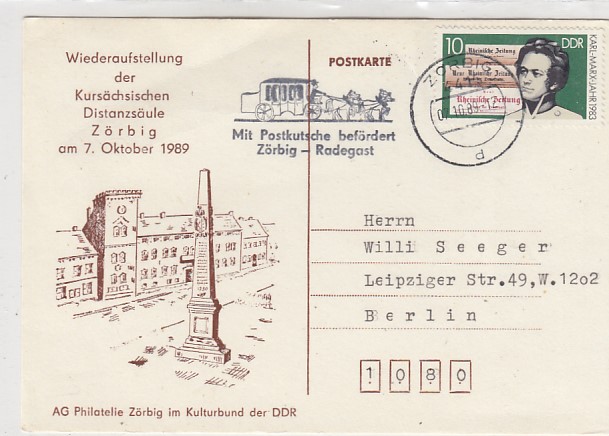 Wiederaufstellung
der
Kursächsischen
Distanzsäule
Zörbig
am 7. Oktober 1989
POSTKARTE
Mit Postkutsche befördert
Zörbig – Radegast
10
DDR
Rheinische Zeitung
Neue Rheinische Zeitung
Rheinische Zeitung
KARL-MARX-JAHR 1983
ZÖRBIG
d
Herrn
Willi Seeger
Leipziger Str.49,W.12o2
Berlin
1080
AG Philatelie Zörbig im Kulturbund der DDR